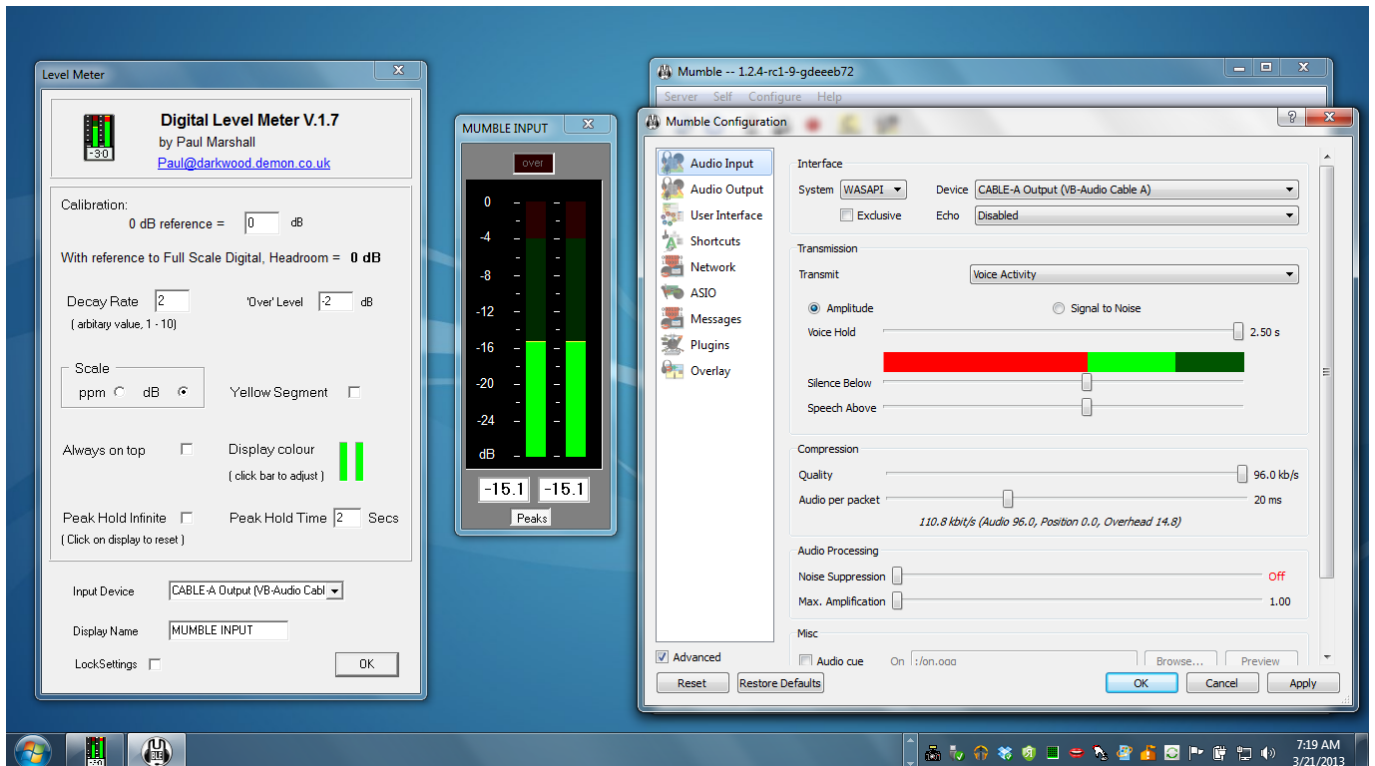 Level Meter
Digital Level Meter V.1.7
by Paul Marshall
Paul@darkwood.demon.co.uk
-30
Calibration:
0 dB reference = 0 dB
With reference to Full Scale Digital, Headroom = 0 dB
Decay Rate 2 'Over' Level -2 dB
( arbitary value, 1 - 10)
Scale
ppm dB
Yellow Segment
Always on top
Display colour
( click bar to adjust )
Peak Hold Infinite
Peak Hold Time 2 Secs
( Click on display to reset )
Input Device CABLE-A Output (VB-Audio Cabl
Display Name MUMBLE INPUT
LockSettings
OK
MUMBLE INPUT
over
0
-4
-8
-12
-16
-20
-24
dB
-15.1 -15.1
Peaks
Mumble -- 1.2.4-rc1-9-gdeeeb72
Server Self Configure Help
Mumble Configuration
Audio Input
Audio Output
User Interface
Shortcuts
Network
ASIO
Messages
Plugins
Overlay
Interface
System WASAPI Device CABLE-A Output (VB-Audio Cable A)
Exclusive Echo Disabled
Transmission
Transmit Voice Activity
Amplitude Signal to Noise
Voice Hold 2.50 s
Silence Below
Speech Above
Compression
Quality 96.0 kb/s
Audio per packet 20 ms
110.8 kbit/s (Audio 96.0, Position 0.0, Overhead 14.8)
Audio Processing
Noise Suppression Off
Max. Amplification 1.00
Misc
Audio cue On :/on.ogg Browse... Preview
Advanced
Reset Restore Defaults OK Cancel Apply
7:19 AM
3/21/2013